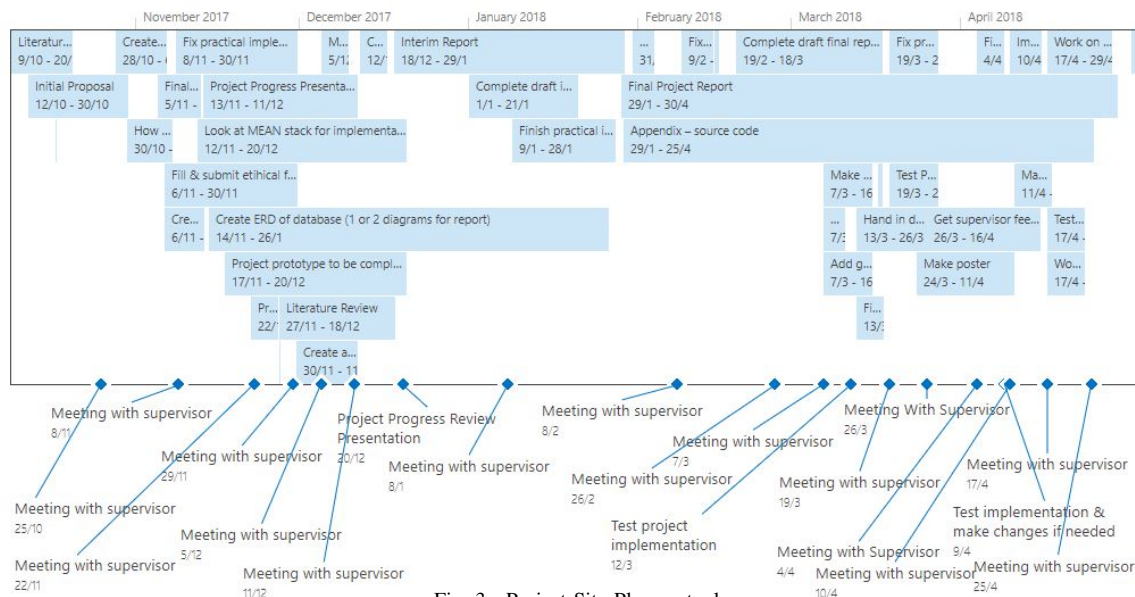 November 2017
December 2017
January 2018
February 2018
March 2018
April 2018
Literatur...
9/10 - 20/
Create...
28/10 -
Fix practical imple...
8/11 - 30/11
M...
5/12
C...
12/
Interim Report
18/12 - 29/1
...
31/
Fix...
9/2 -
Complete draft final rep...
19/2 - 18/3
Fix pr...
19/3 - 2
Fi...
4/4
Im...
10/4
Work on ...
17/4 - 29/4
Initial Proposal
12/10 - 30/10
Final...
5/11 -
Project Progress Presenta...
13/11 - 11/12
Complete draft i...
1/1 - 21/1
Final Project Report
29/1 - 30/4
How ...
30/10 -
Look at MEAN stack for implementa...
12/11 - 20/12
Finish practical i...
9/1 - 28/1
Appendix – source code
29/1 - 25/4
Fill & submit etihical f...
6/11 - 30/11
Make ...
7/3 - 16
Test P...
19/3 - 2
Ma...
11/4 -
Cre...
6/11 -
Create ERD of database (1 or 2 diagrams for report)
14/11 - 26/1
...
7/3
Hand in d...
13/3 - 26/3
Get supervisor fee...
26/3 - 16/4
Test...
17/4 -
Project prototype to be compl...
17/11 - 20/12
Add g...
7/3 - 16
Make poster
24/3 - 11/4
Wo...
17/4 -
Pr...
22/
Literature Review
27/11 - 18/12
Fi...
13/
Create a...
30/11 - 11
Meeting with supervisor
8/11
Project Progress Review
Presentation
20/12
Meeting with supervisor
8/2
Meeting With Supervisor
26/3
Meeting with supervisor
29/11
Meeting with supervisor
8/1
Meeting with supervisor
7/3
Meeting with supervisor
26/2
Meeting with supervisor
19/3
Meeting with supervisor
17/4
Meeting with supervisor
25/10
Meeting with supervisor
5/12
Test project
implementation
12/3
Test implementation &
make changes if needed
9/4
Meeting with supervisor
22/11
Meeting with supervisor
11/12
Meeting with Supervisor
4/4
Meeting with supervisor
10/4
Meeting with supervisor
25/4